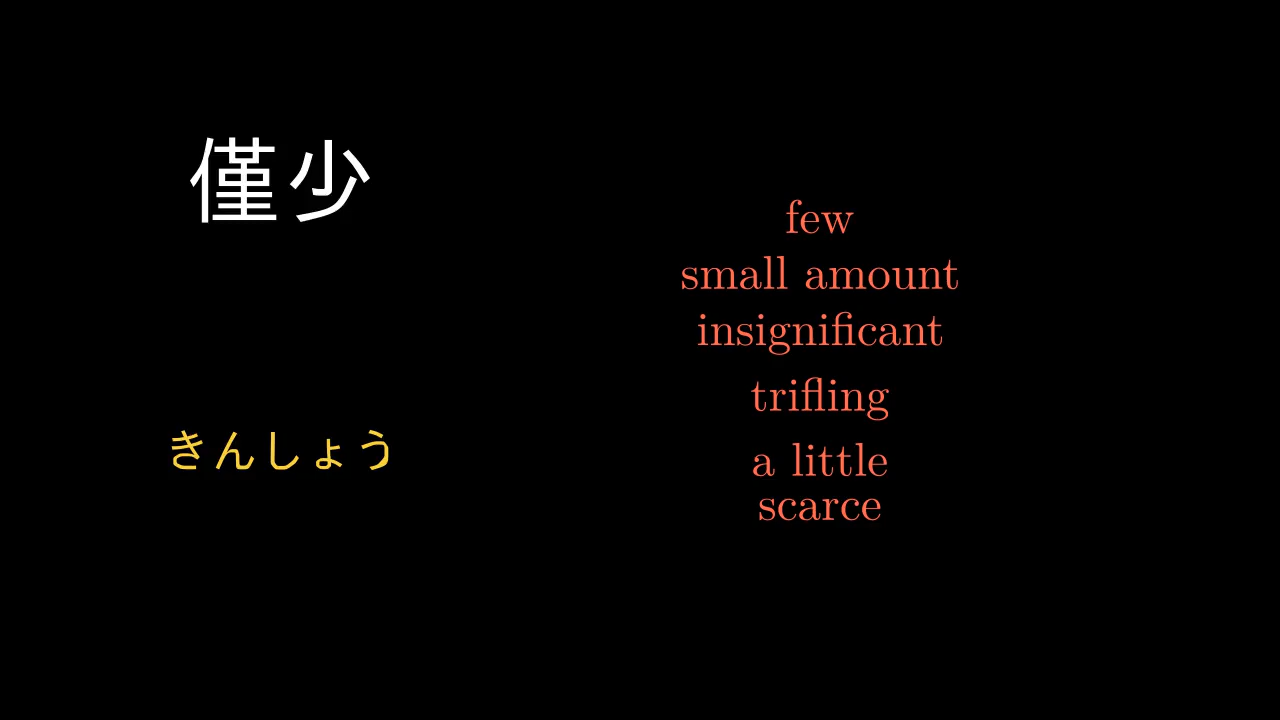 僅少
きんしょう
few
small amount
insignificant
trifling
a little
scarce